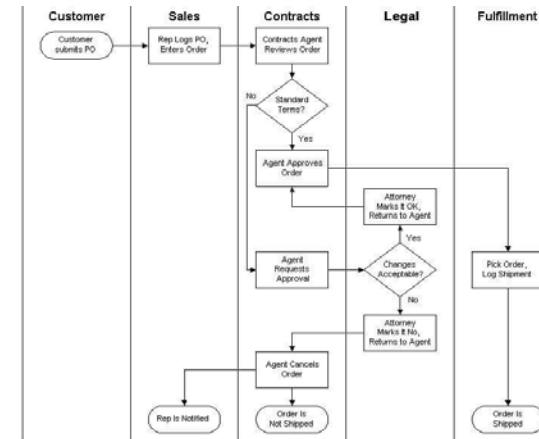 Customer
Sales
Contracts
Legal
Fulfillment
Customer
submits PO
Rep Logs PO,
Enters Order
Contracts Agent
Reviews Order
No
Standard
Terms?
Yes
Agent Approves
Order
Attorney
Marks It OK,
Returns to Agent
Yes
Agent
Requests
Approval
Changes
Acceptable?
Pick Order,
Log Shipment
No
Attorney
Marks It No,
Returns to Agent
Agent Cancels
Order
Rep Is Notified
Order Is
Not Shipped
Order Is
Shipped